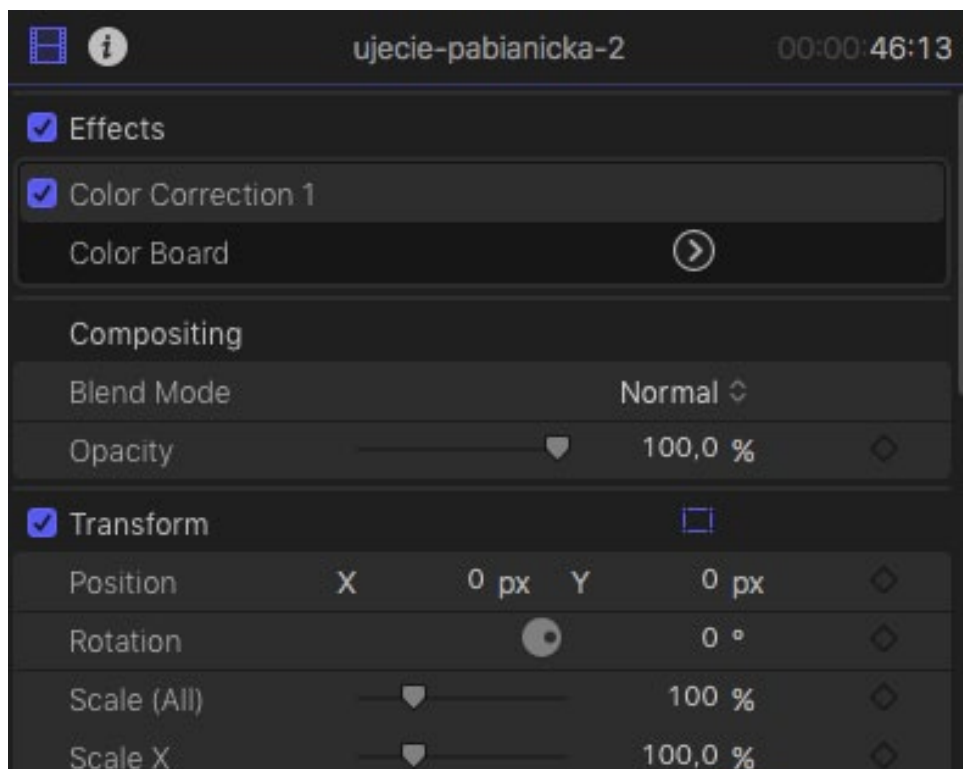 i ujecie-pabianicka-2 00:00:46:13
Effects
Color Correction 1
Color Board
Compositing
Blend Mode Normal
Opacity 100,0 %
Transform
Position X 0 px Y 0 px
Rotation 0 °
Scale (All) 100 %
Scale X 100,0 %